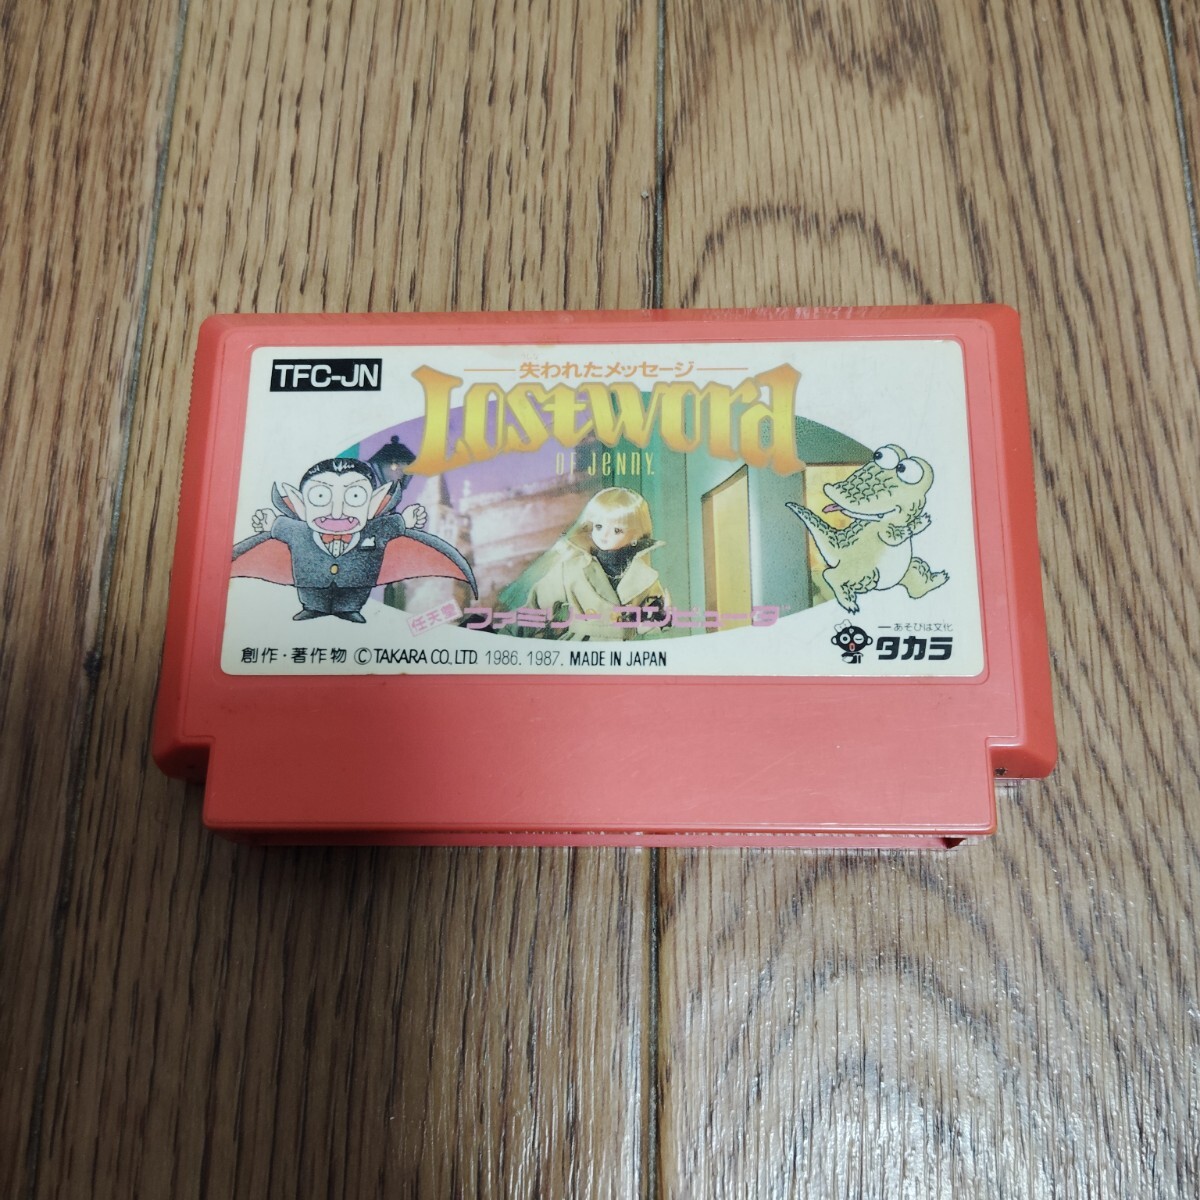 TFC-JN
失われたメッセージ
Lostword
OF JENNY
任天堂 ファミリーコンピュータ
あそびは文化
タカラ
創作・著作物 ©TAKARA CO.,LTD. 1986.1987. MADE IN JAPAN